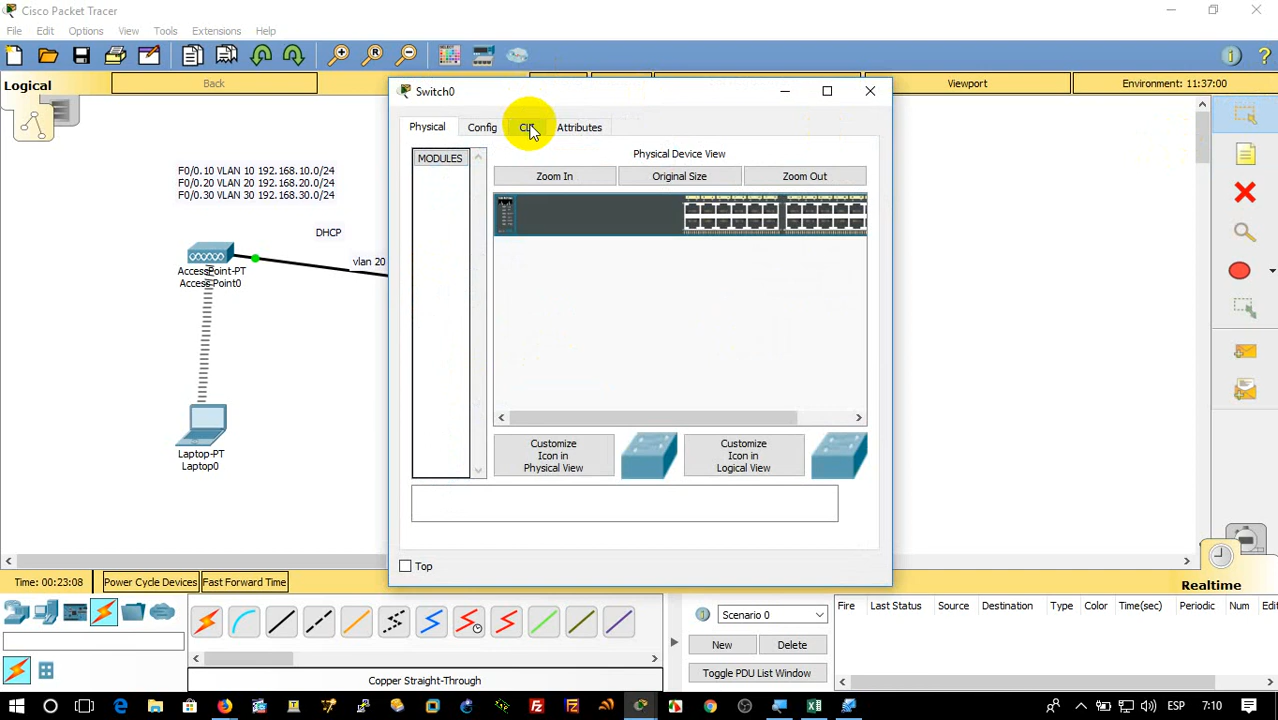 Cisco Packet Tracer
File Edit Options View Tools Extensions Help
Logical
Back
Viewport
Environment: 11:37:00
Switch0
Physical Config CLI Attributes
MODULES
Physical Device View
Zoom In Original Size Zoom Out
F0/0.10 VLAN 10 192.168.10.0/24
F0/0.20 VLAN 20 192.168.20.0/24
F0/0.30 VLAN 30 192.168.30.0/24
DHCP
vlan 20
AccessPoint-PT
Access Point0
Laptop-PT
Laptop0
Customize
Icon in
Physical View
Customize
Icon in
Logical View
Top
Time: 00:23:08 Power Cycle Devices Fast Forward Time
Realtime
Scenario 0
New Delete
Toggle PDU List Window
Fire Last Status Source Destination Type Color Time(sec) Periodic Num Edi
Copper Straight-Through
ESP 7:10